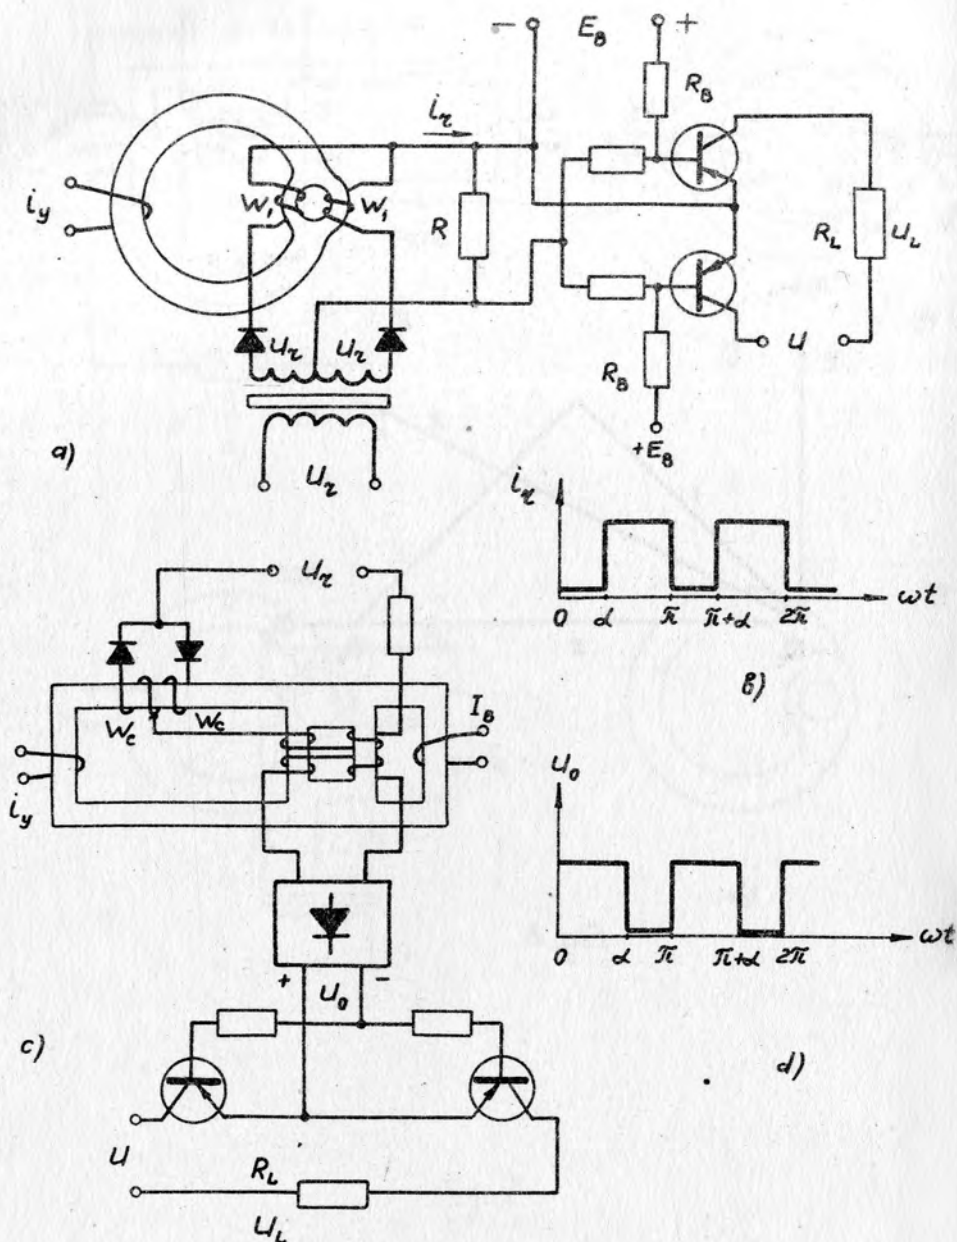 − E_B +
R_B
i_r
i_y
W_1 W_1
R
R_L U_L
U_r U_r
R_B
U
a)
U_r
+E_B
i_r
U_r
0 α π π+α 2π ωt
b)
W_c W_c
I_B
i_y
U_0
0 α π π+α 2π ωt
+ −
U_0
c)
d)
U
R_L
U_L